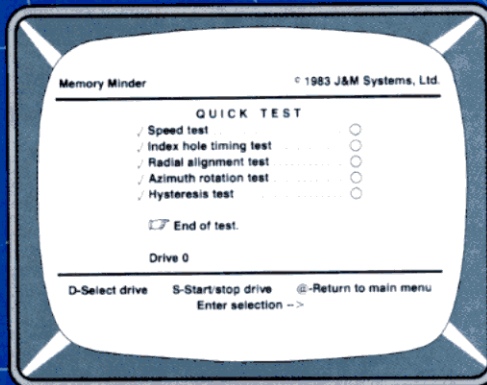 Memory Minder © 1983 J&M Systems, Ltd.
QUICK TEST
✓ Speed test . . . . . . . . . . ○
✓ Index hole timing test . . . . . . . . . . ○
✓ Radial alignment test . . . . . . . . . . ○
✓ Azimuth rotation test . . . . . . . . . . ○
✓ Hysteresis test . . . . . . . . . . ○
☞ End of test.
Drive 0
D-Select drive S-Start/stop drive @-Return to main menu
Enter selection -->